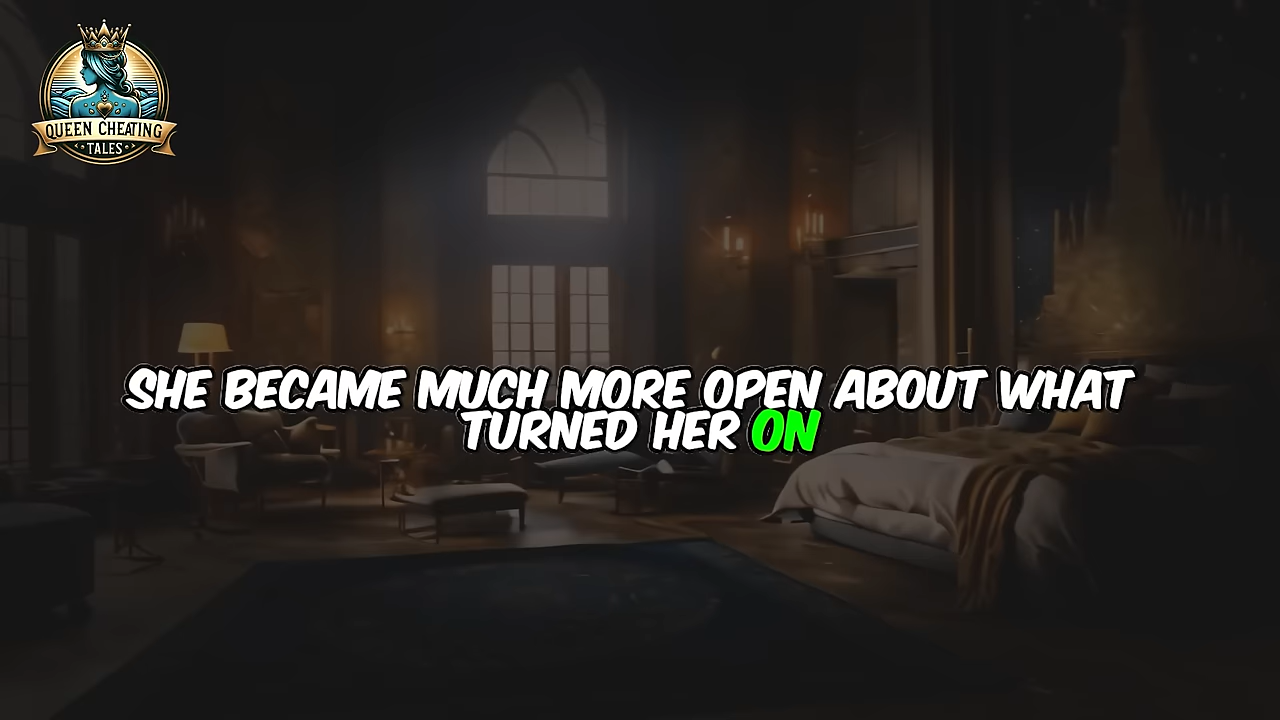 QUEEN CHEATING
TALES
SHE BECAME MUCH MORE OPEN ABOUT WHAT
TURNED HER ON